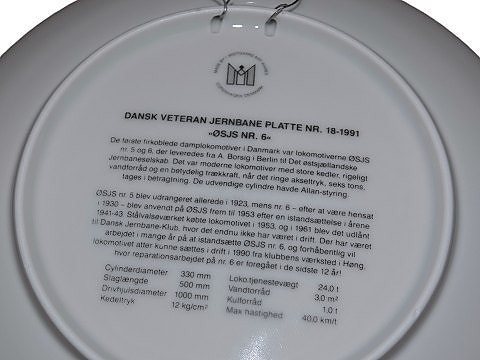 DANSK VETERAN JERNBANE PLATTE NR. 18-1991
»ØSJS NR. 6«
De første firkoblede damplokomotiver i Danmark var lokomotiverne ØSJS
nr. 5 og 6, der leveredes fra A. Borsig i Berlin til Det østsjællandske
Jernbaneselskab. Det var moderne lokomotiver med store kedler, rigeligt
vandforråd og en betydelig trækkraft, når det ringe akseltryk, seks tons,
tages i betragtning. De udvendige cylindre havde Allan-styring.
ØSJS nr. 5 blev udrangeret allerede i 1923, mens nr. 6 – efter at være hensat
i 1930 – blev anvendt på ØSJS frem til 1953 efter en istandsættelse i årene
1941-43. Stålvalseværket købte lokomotivet i 1953, og i 1961 blev det udlånt
til Dansk Jernbane-Klub, hvor det endnu ikke har været i drift. Der har været
arbejdet i mange år på at istandsætte ØSJS nr. 6, og forhåbentlig vil
lokomotivet atter kunne sættes i drift i 1990 fra klubbens værksted i Høng,
hvor reparationsarbejdet på nr. 6 er foregået i de sidste 12 år!
Cylinderdiameter 330 mm Loko.tjenestevægt 24,0 t
Slaglængde 500 mm Vandforråd 3,0 m³
Drivhjulsdiameter 1000 mm Kulforråd 1,0 t
Kedeltryk 12 kg/cm² Max hastighed 40,0 km/t